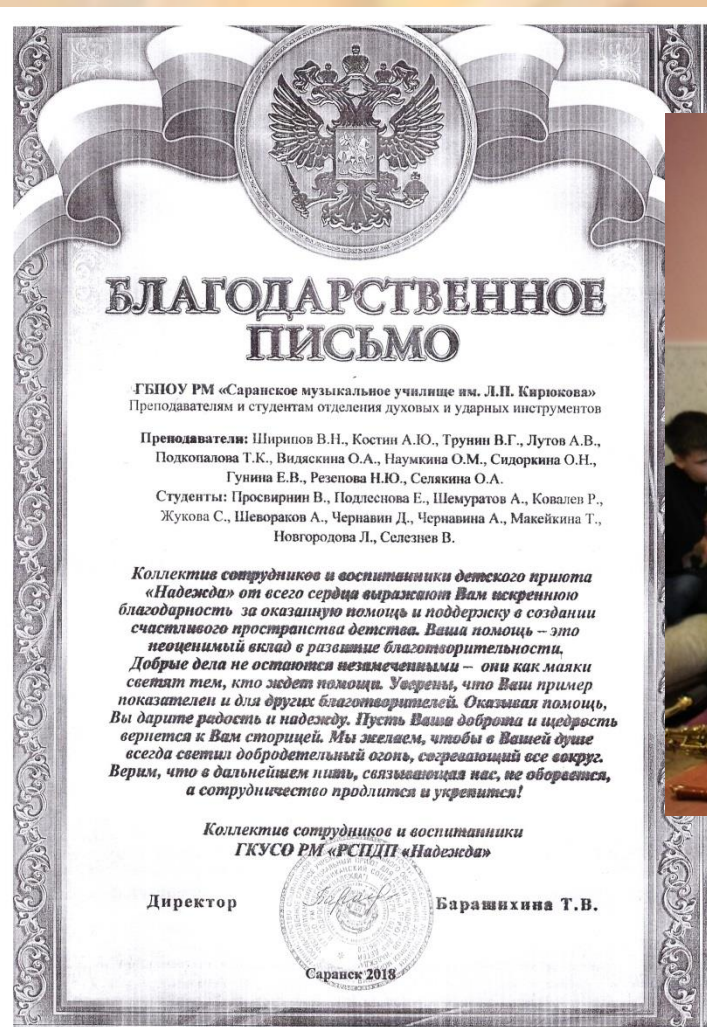 БЛАГОДАРСТВЕННОЕ
ПИСЬМО
ГБПОУ РМ «Саранское музыкальное училище им. Л.П. Кирюкова»
Преподавателям и студентам отделения духовых и ударных инструментов
Преподаватели: Ширипов В.Н., Костин А.Ю., Трунин В.Г., Лутов А.В.,
Подкопалова Т.К., Видяскина О.А., Наумкина О.М., Сидоркина О.Н.,
Гунина Е.В., Резепова Н.Ю., Селякина О.А.
Студенты: Просвирнин В., Подлеснова Е., Шемуратов А., Ковалев Р.,
Жукова С., Шевораков А., Чернавин Д., Чернавина А., Макейкина Т.,
Новгородова Л., Селезнев В.
Коллектив сотрудников и воспитанники детского приюта
«Надежда» от всего сердца выражают Вам искреннюю
благодарность за оказанную помощь и поддержку в создании
счастливого пространства детства. Ваша помощь – это
неоценимый вклад в развитие благотворительности.
Добрые дела не остаются незамеченными – они как маяки
светят тем, кто ждет помощи. Уверены, что Ваш пример
показателен и для других благотворителей. Оказывая помощь,
Вы дарите радость и надежду. Пусть Ваша доброта и щедрость
вернется к Вам сторицей. Мы желаем, чтобы в Вашей душе
всегда светил добродетельный огонь, согревающий все вокруг.
Верим, что в дальнейшем нить, связывающая нас, не оборвется,
а сотрудничество продлится и укрепится!
Коллектив сотрудников и воспитанники
ГКУСО РМ «РСПДП «Надежда»
Директор Барашихина Т.В.
Саранск 2018